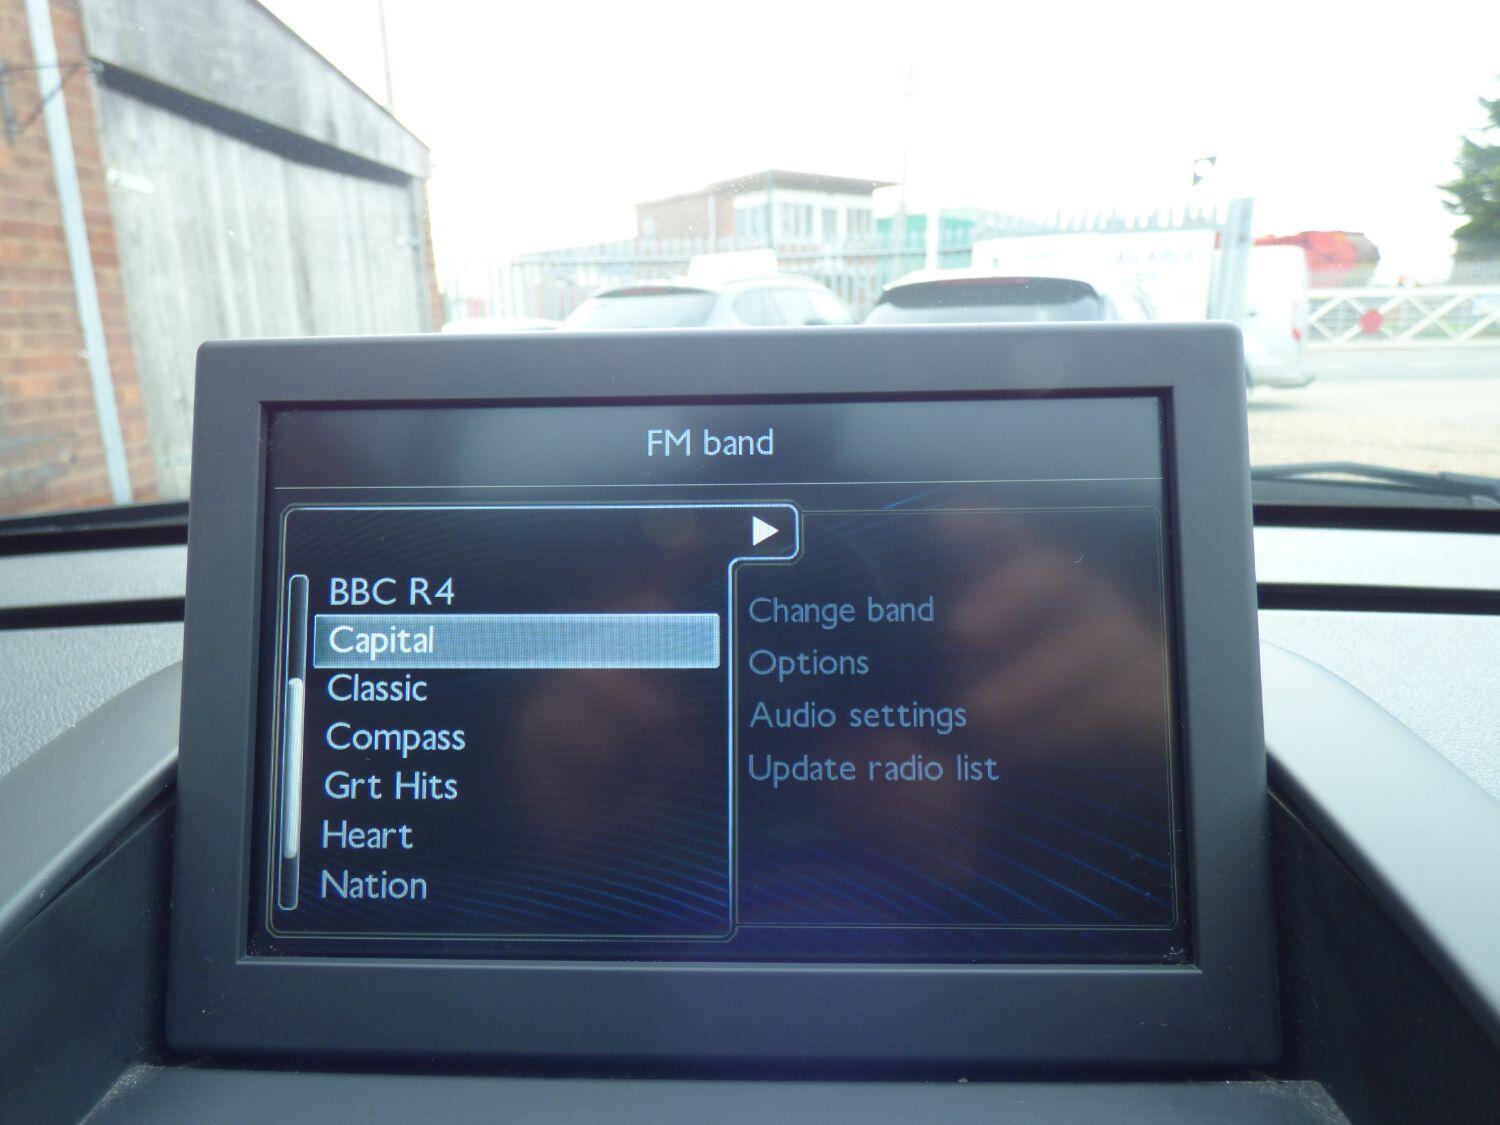 FM band
BBC R4
Capital
Classic
Compass
Grt Hits
Heart
Nation
Change band
Options
Audio settings
Update radio list